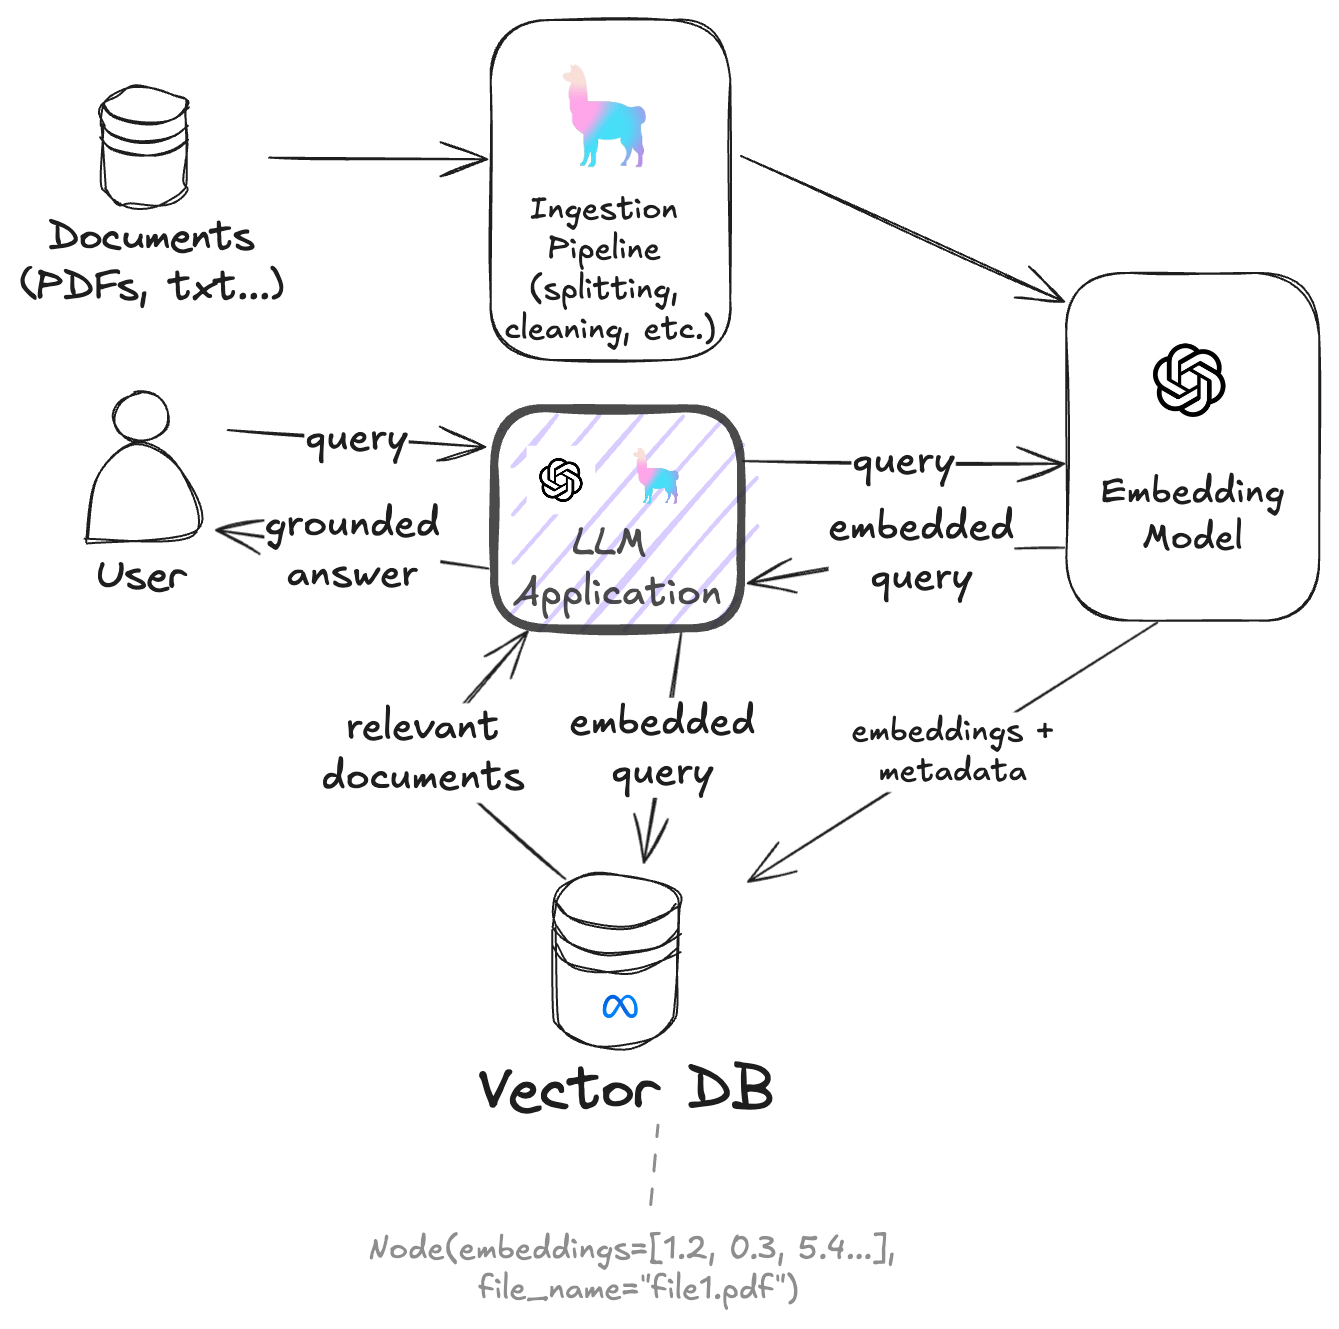 Documents
(PDFs, txt...)
Ingestion
Pipeline
(splitting,
cleaning, etc.)
query
grounded
answer
User
LLM
Application
query
embedded
query
Embedding
Model
relevant
documents
embedded
query
embeddings +
metadata
Vector DB
Node(embeddings=[1.2, 0.3, 5.4...],
file_name="file1.pdf")